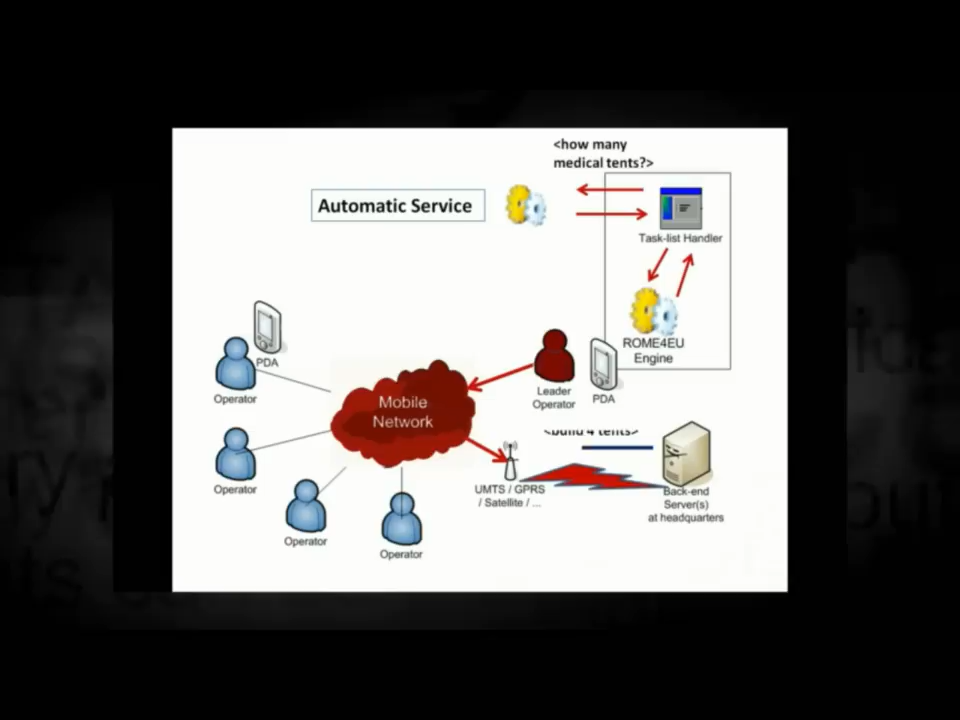 <how many
medical tents?>
Automatic Service
Task-list Handler
ROME4EU
Engine
PDA
Operator
Mobile
Network
Leader
Operator
PDA
Operator
<build 4 tents>
UMTS / GPRS
/ Satellite / ...
Back-end
Server(s)
at headquarters
Operator
Operator